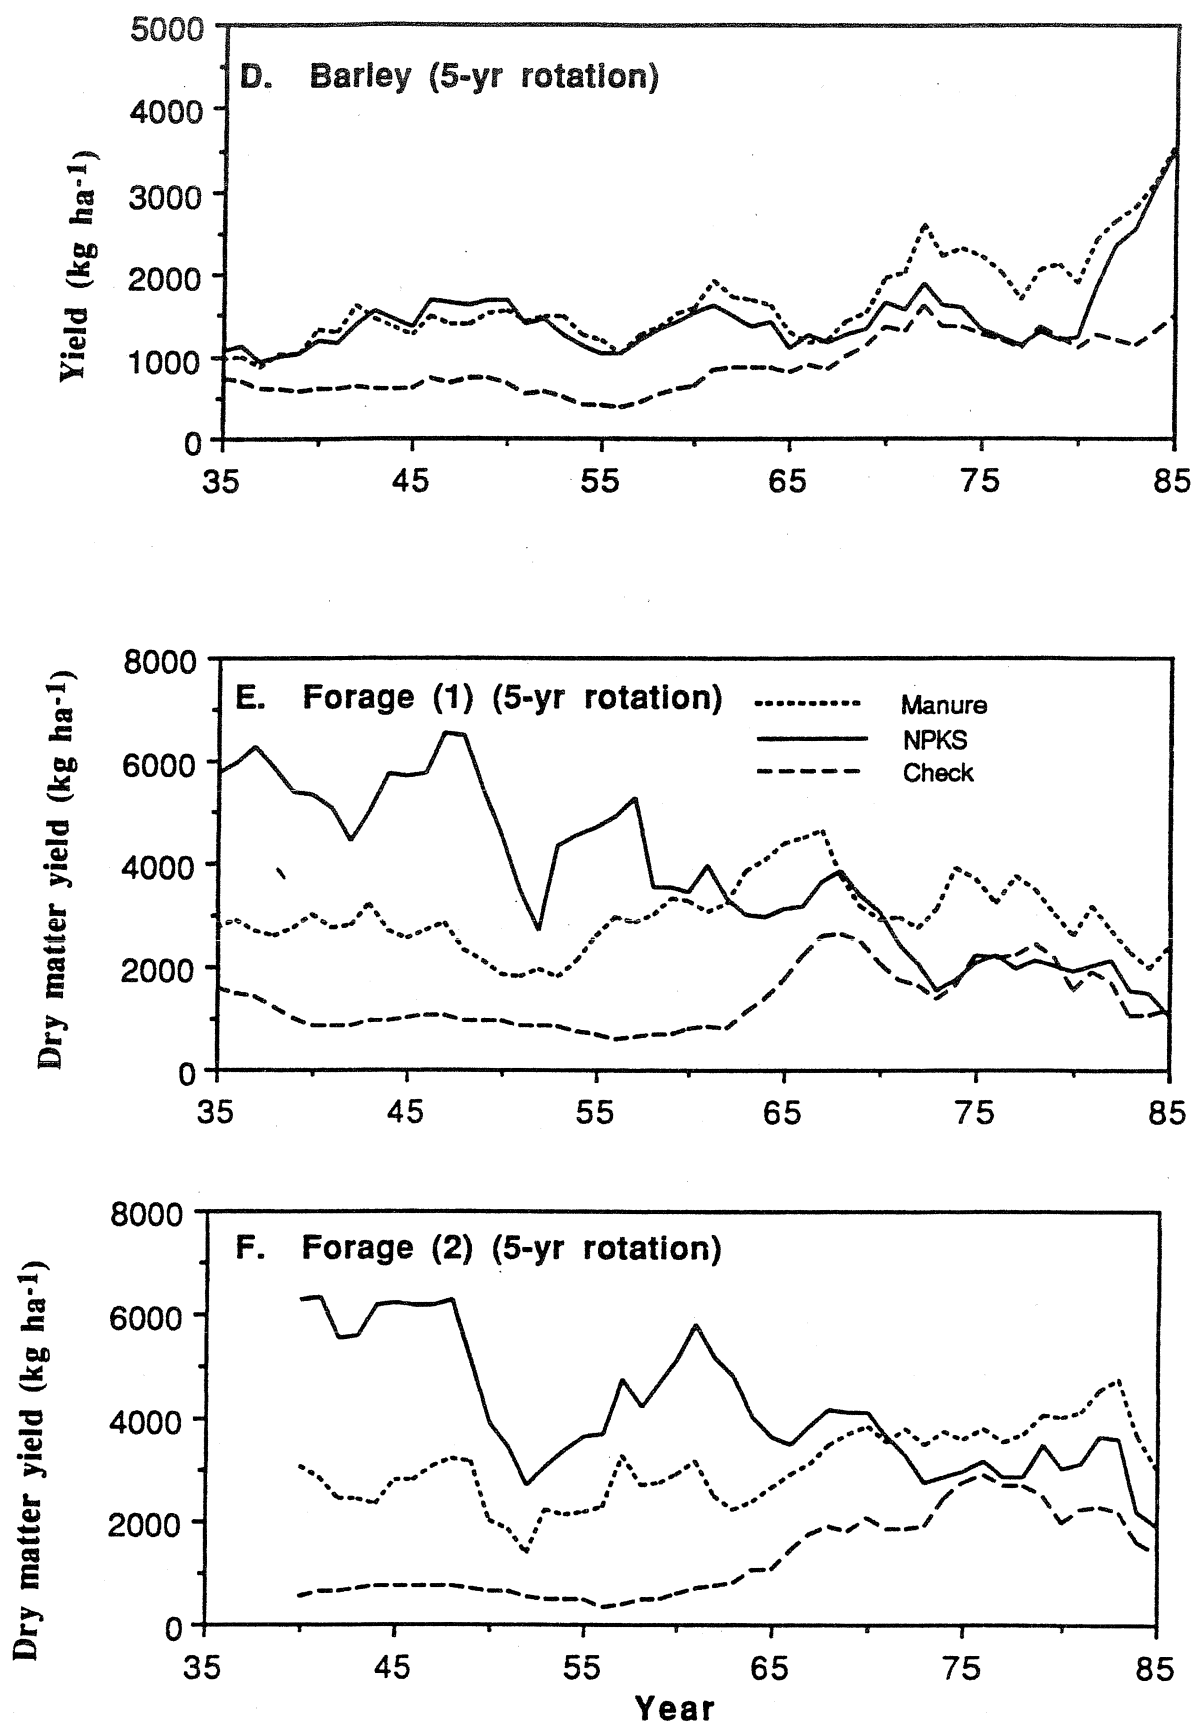 D. Barley (5-yr rotation)
Yield (kg ha-1)
5000
4000
3000
2000
1000
0
35 45 55 65 75 85
E. Forage (1) (5-yr rotation)
Manure
NPKS
Check
Dry matter yield (kg ha-1)
8000
6000
4000
2000
0
35 45 55 65 75 85
F. Forage (2) (5-yr rotation)
Dry matter yield (kg ha-1)
8000
6000
4000
2000
0
35 45 55 65 75 85
Year